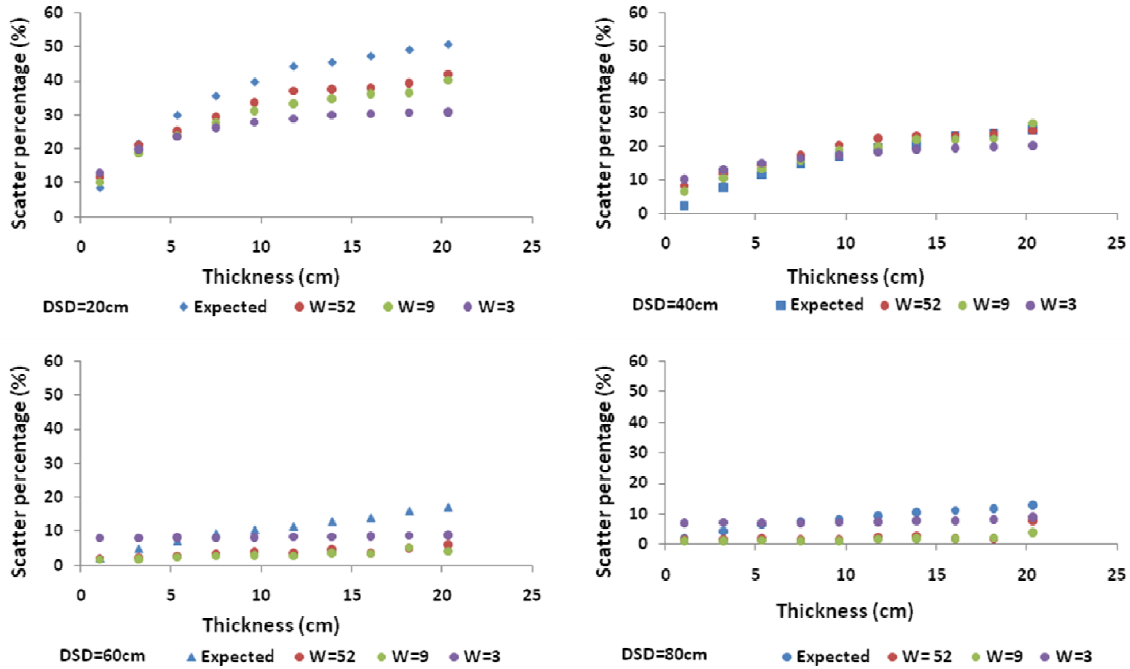 Scatter percentage (%)
60
50
40
30
20
10
0
0 5 10 15 20 25
Thickness (cm)
DSD=20cm Expected W=52 W=9 W=3
Scatter percentage (%)
60
50
40
30
20
10
0
0 5 10 15 20 25
Thickness (cm)
DSD=40cm Expected W=52 W=9 W=3
Scatter percentage (%)
60
50
40
30
20
10
0
0 5 10 15 20 25
Thickness (cm)
DSD=60cm Expected W=52 W=9 W=3
Scatter percentage (%)
60
50
40
30
20
10
0
0 5 10 15 20 25
Thickness (cm)
DSD=80cm Expected W=52 W=9 W=3